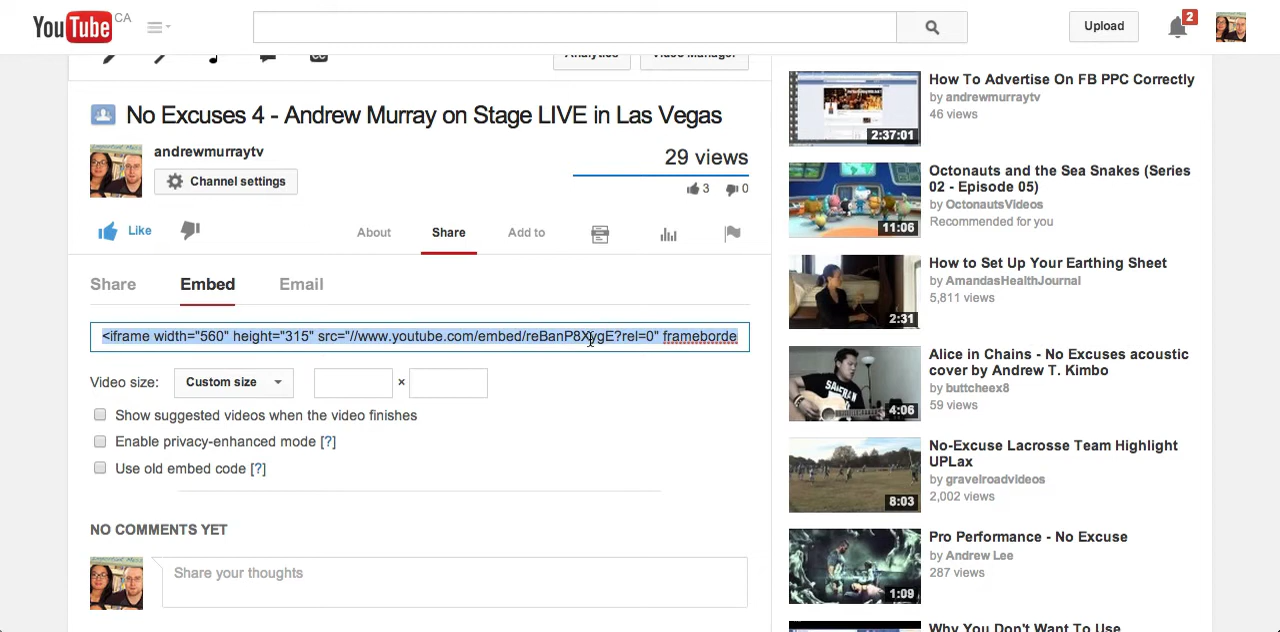 YouTube CA
Upload
2
Analytics
Video Manager
No Excuses 4 - Andrew Murray on Stage LIVE in Las Vegas
andrewmurraytv
Channel settings
29 views
3 0
Like
About Share Add to
Share Embed Email
<iframe width="560" height="315" src="//www.youtube.com/embed/reBanP8XygE?rel=0" frameborde
Video size: Custom size ×
Show suggested videos when the video finishes
Enable privacy-enhanced mode [?]
Use old embed code [?]
NO COMMENTS YET
Share your thoughts
How To Advertise On FB PPC Correctly
by andrewmurraytv
46 views
2:37:01
Octonauts and the Sea Snakes (Series
02 - Episode 05)
by OctonautsVideos
Recommended for you
11:06
How to Set Up Your Earthing Sheet
by AmandasHealthJournal
5,811 views
2:31
Alice in Chains - No Excuses acoustic
cover by Andrew T. Kimbo
by buttcheex8
59 views
4:06
No-Excuse Lacrosse Team Highlight
UPLax
by gravelroadvideos
2,002 views
8:03
Pro Performance - No Excuse
by Andrew Lee
287 views
1:09
Why You Don't Want To Use